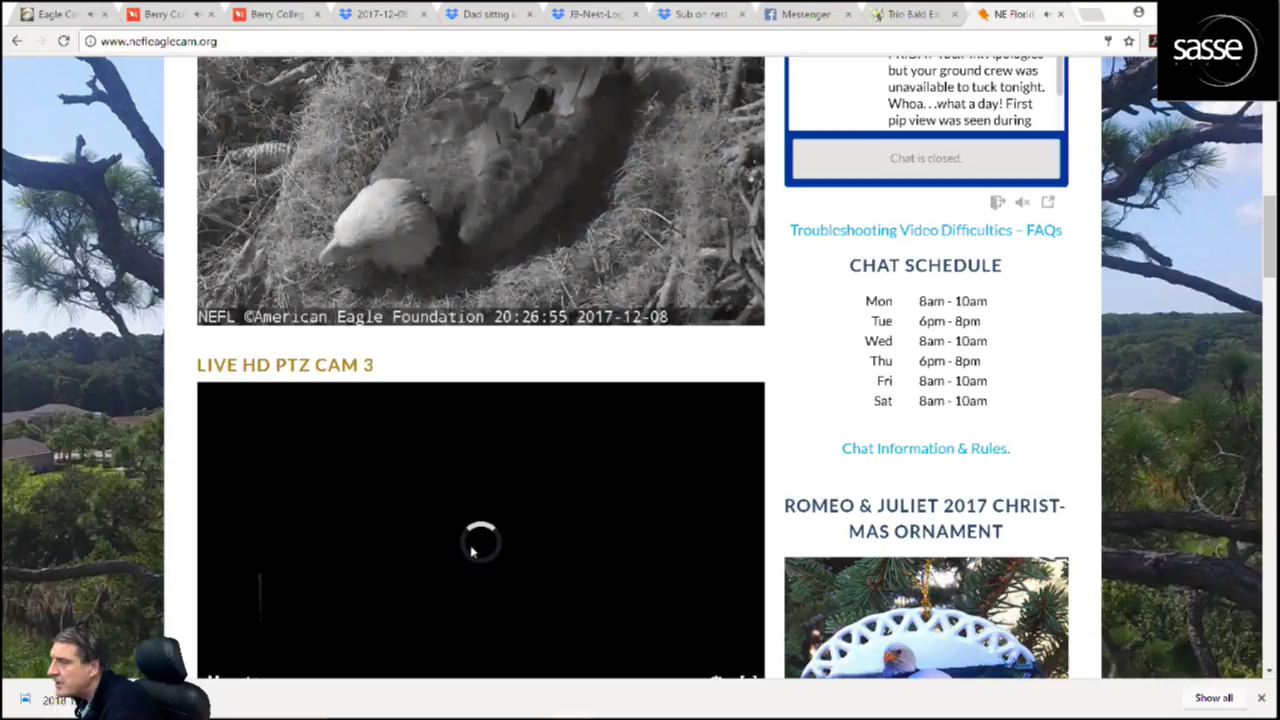 Eagle C
Berry Co
Berry Colleg
2017-12-08
Dad sitting i
JB-Nest-Log
Sub on nest
Messenger
Trio Bald Ea
NE Florid
www.nefleaglecam.org
sasse
but your ground crew was
unavailable to tuck tonight.
Whoa. . .what a day! First
pip view was seen during
Chat is closed.
Troubleshooting Video Difficulties – FAQs
CHAT SCHEDULE
Mon 8am - 10am
Tue 6pm - 8pm
Wed 8am - 10am
Thu 6pm - 8pm
Fri 8am - 10am
Sat 8am - 10am
NEFL ©American Eagle Foundation 20:26:55 2017-12-08
LIVE HD PTZ CAM 3
Chat Information & Rules.
ROMEO & JULIET 2017 CHRIST-
MAS ORNAMENT
Show all